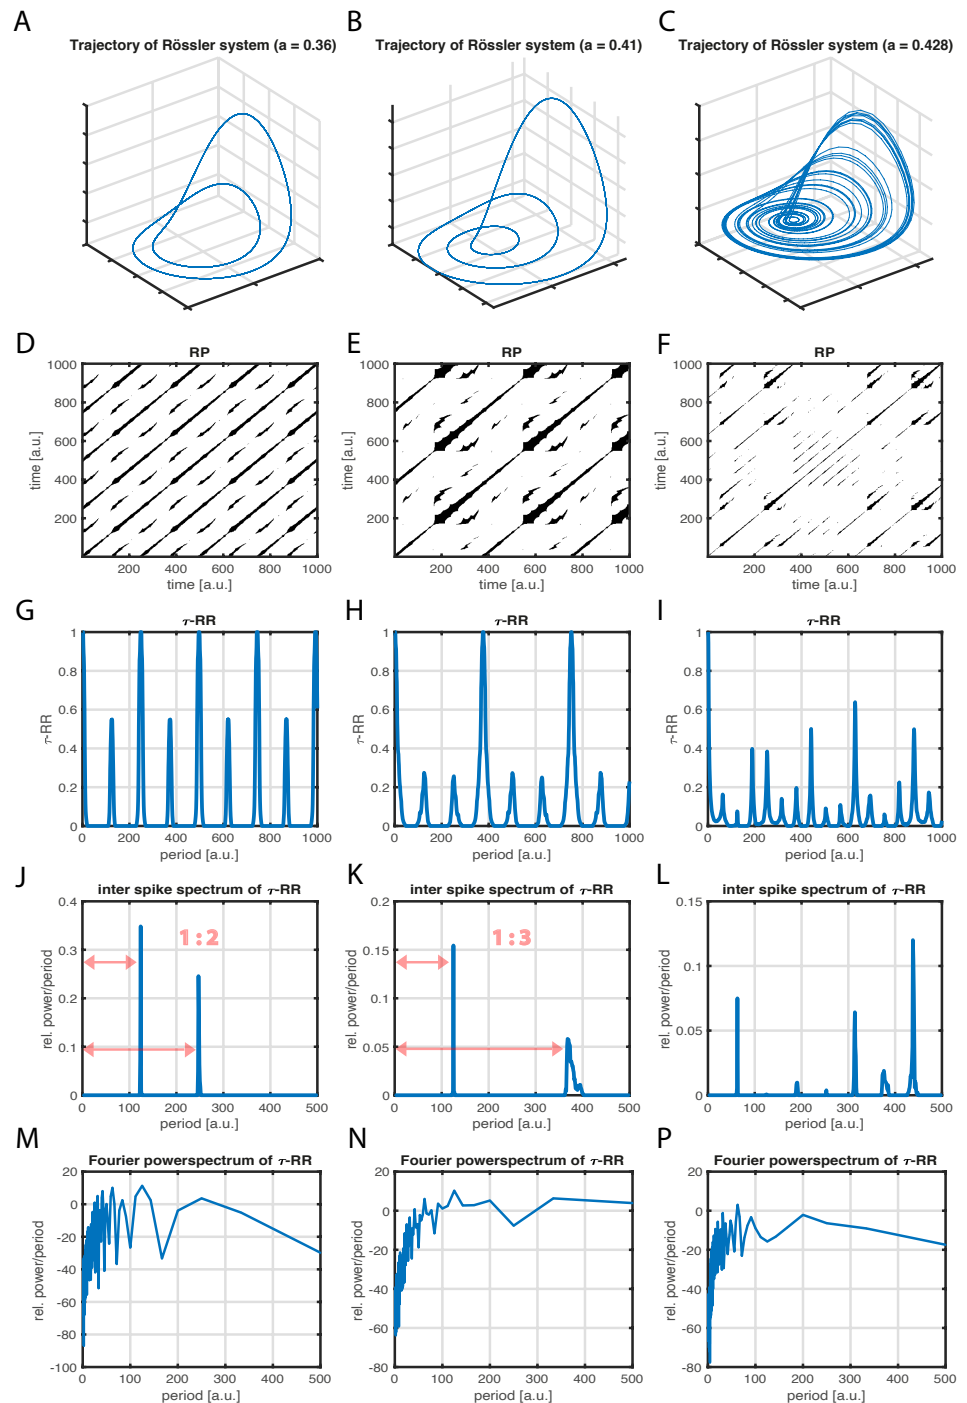 A
B
C
Trajectory of Rössler system (a = 0.36)
Trajectory of Rössler system (a = 0.41)
Trajectory of Rössler system (a = 0.428)
D
E
F
RP
RP
RP
1000
800
600
400
200
time [a.u.]
200 400 600 800 1000
time [a.u.]
1000
800
600
400
200
time [a.u.]
200 400 600 800 1000
time [a.u.]
1000
800
600
400
200
time [a.u.]
200 400 600 800 1000
time [a.u.]
G
H
I
τ-RR
τ-RR
τ-RR
1
0.8
0.6
0.4
0.2
0
τ-RR
0 200 400 600 800 1000
period [a.u.]
1
0.8
0.6
0.4
0.2
0
τ-RR
0 200 400 600 800 1000
period [a.u.]
1
0.8
0.6
0.4
0.2
0
τ-RR
0 200 400 600 800 1000
period [a.u.]
J
K
L
inter spike spectrum of τ-RR
inter spike spectrum of τ-RR
inter spike spectrum of τ-RR
0.4
0.3
0.2
0.1
0
rel. power/period
1:2
0 100 200 300 400 500
period [a.u.]
0.2
0.15
0.1
0.05
0
rel. power/period
1:3
0 100 200 300 400 500
period [a.u.]
0.15
0.1
0.05
0
rel. power/period
0 100 200 300 400 500
period [a.u.]
M
N
P
Fourier powerspectrum of τ-RR
Fourier powerspectrum of τ-RR
Fourier powerspectrum of τ-RR
20
0
-20
-40
-60
-80
-100
rel. power/period
0 100 200 300 400 500
period [a.u.]
20
0
-20
-40
-60
-80
rel. power/period
0 100 200 300 400 500
period [a.u.]
20
0
-20
-40
-60
-80
rel. power/period
0 100 200 300 400 500
period [a.u.]